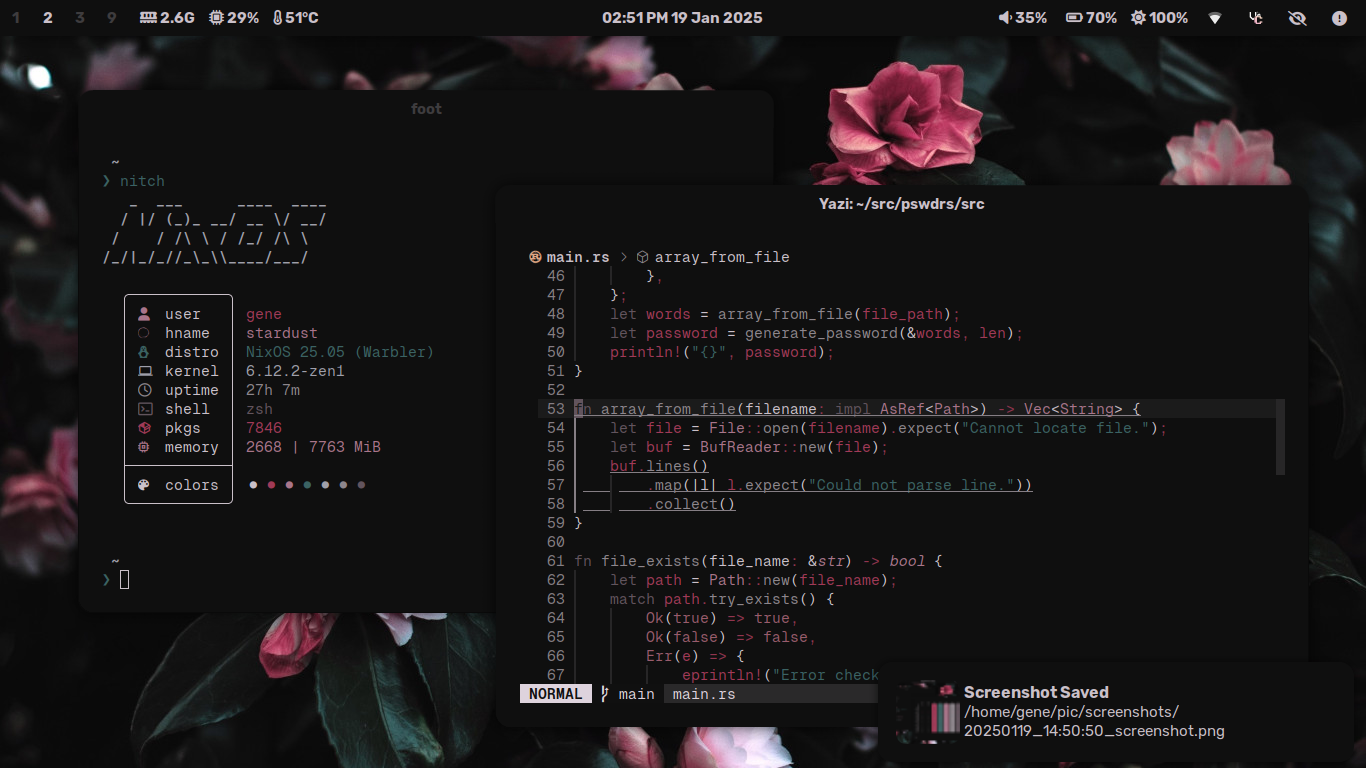 1 2 3 9 2.6G 29% 51°C 02:51 PM 19 Jan 2025 35% 70% 100%
foot
~
❯ nitch
   _  ___      ____  ____
  / |/ (_)_ __/ __ \/ __/
 /    / /\ \ / /_/ /\ \
/_/|_/_//_\_\\____/___/
user gene
hname stardust
distro NixOS 25.05 (Warbler)
kernel 6.12.2-zen1
uptime 27h 7m
shell zsh
pkgs 7846
memory 2668 | 7763 MiB
colors
~
❯
Yazi: ~/src/pswdrs/src
main.rs > array_from_file
46         },
47     };
48     let words = array_from_file(file_path);
49     let password = generate_password(&words, len);
50     println!("{}", password);
51 }
52
53 fn array_from_file(filename: impl AsRef<Path>) -> Vec<String> {
54     let file = File::open(filename).expect("Cannot locate file.");
55     let buf = BufReader::new(file);
56     buf.lines()
57         .map(|l| l.expect("Could not parse line."))
58         .collect()
59 }
60
61 fn file_exists(file_name: &str) -> bool {
62     let path = Path::new(file_name);
63     match path.try_exists() {
64         Ok(true) => true,
65         Ok(false) => false,
66         Err(e) => {
67             eprintln!("Error check
NORMAL main main.rs
Screenshot Saved
/home/gene/pic/screenshots/
20250119_14:50:50_screenshot.png